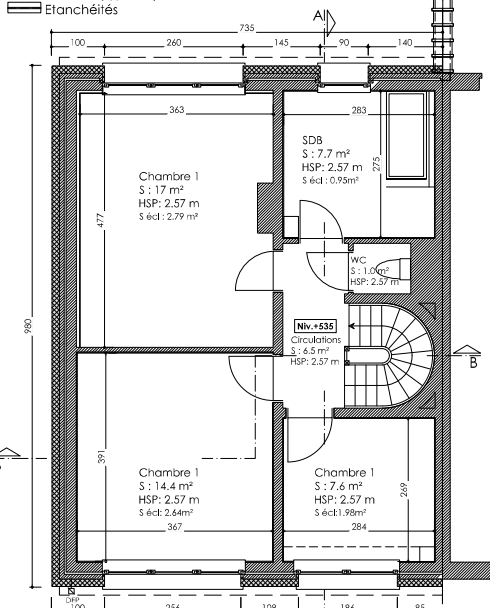 Etanchéités
A
735
100
260
145
90
140
363
283
SDB
S : 7.7 m²
HSP: 2.57 m
S écl : 0.95m²
275
Chambre 1
S : 17 m²
HSP: 2.57 m
S écl : 2.79 m²
477
WC
S : 1.0 m²
HSP: 2.57 m
980
Niv.+535
Circulations
S : 6.5 m²
HSP: 2.57 m
B
391
Chambre 1
S : 14.4 m²
HSP: 2.57 m
S écl: 2.64m²
367
Chambre 1
S : 7.6 m²
HSP: 2.57 m
S écl:1.98m²
269
284
DEP
100
256
108
186
85